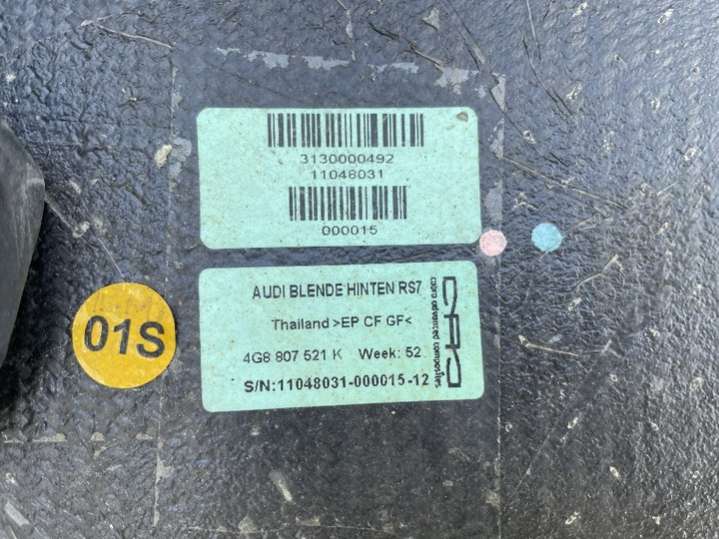 3130000492
11048031
000015
AUDI BLENDE HINTEN RS7
Thailand >EP CF GF<
4G8 807 521 K Week: 52
S/N:11048031-000015-12
01S